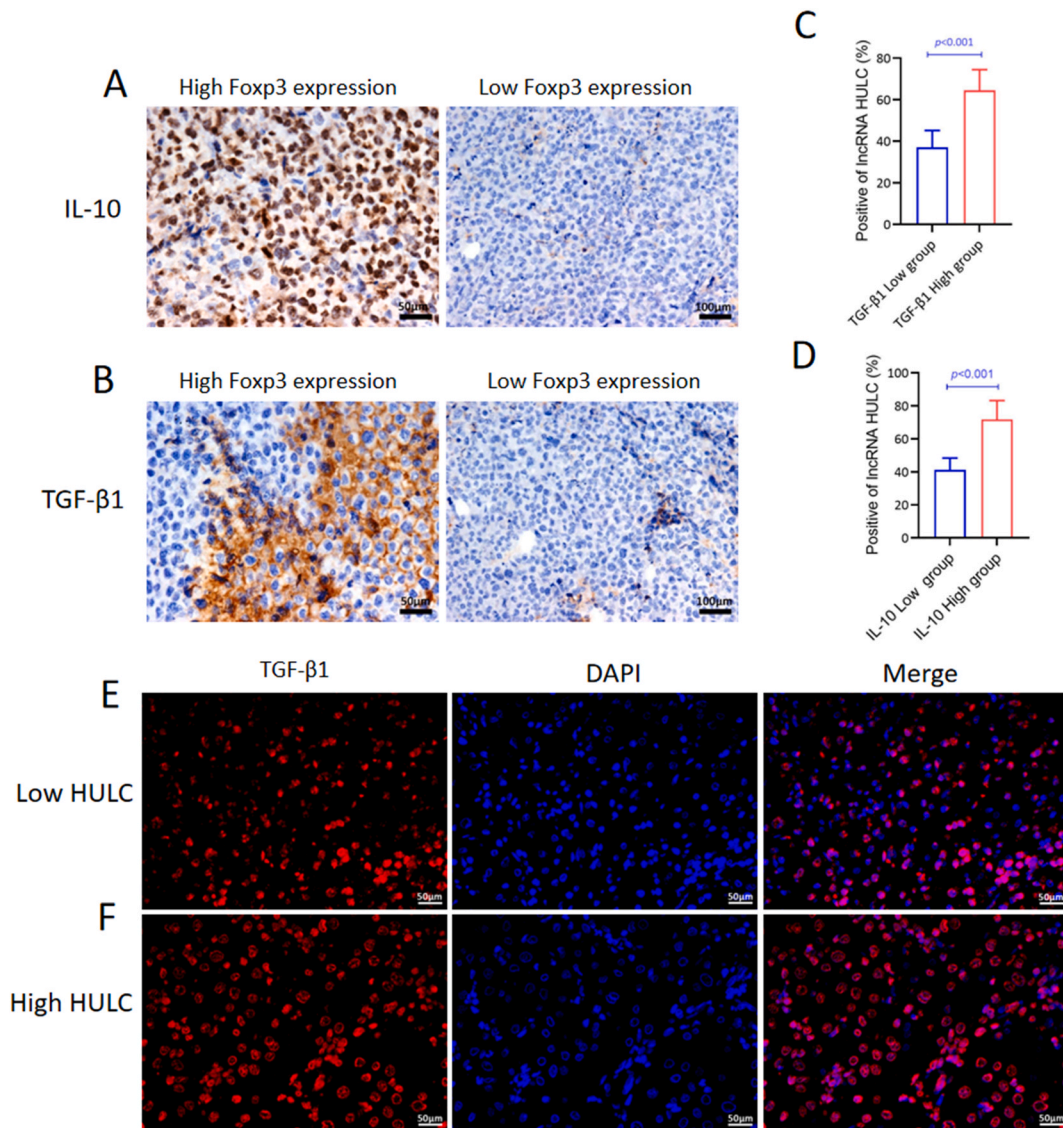 A
High Foxp3 expression
Low Foxp3 expression
IL-10
50μm
100μm
B
High Foxp3 expression
Low Foxp3 expression
TGF-β1
50μm
100μm
C
Positive of lncRNA HULC (%)
80
60
40
20
0
p<0.001
TGF-β1 Low group
TGF-β1 High group
D
Positive of lncRNA HULC (%)
100
80
60
40
20
0
p<0.001
IL-10 Low group
IL-10 High group
E
TGF-β1
DAPI
Merge
Low HULC
50μm
50μm
50μm
F
High HULC
50μm
50μm
50μm